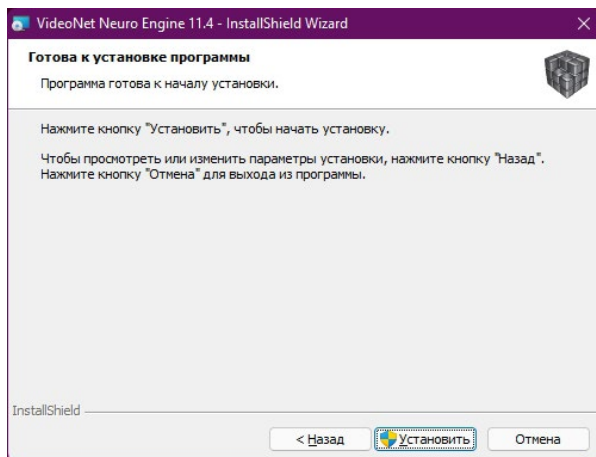 VideoNet Neuro Engine 11.4 - InstallShield Wizard
Готова к установке программы
Программа готова к началу установки.
Нажмите кнопку "Установить", чтобы начать установку.
Чтобы просмотреть или изменить параметры установки, нажмите кнопку "Назад".
Нажмите кнопку "Отмена" для выхода из программы.
InstallShield
< Назад Установить Отмена